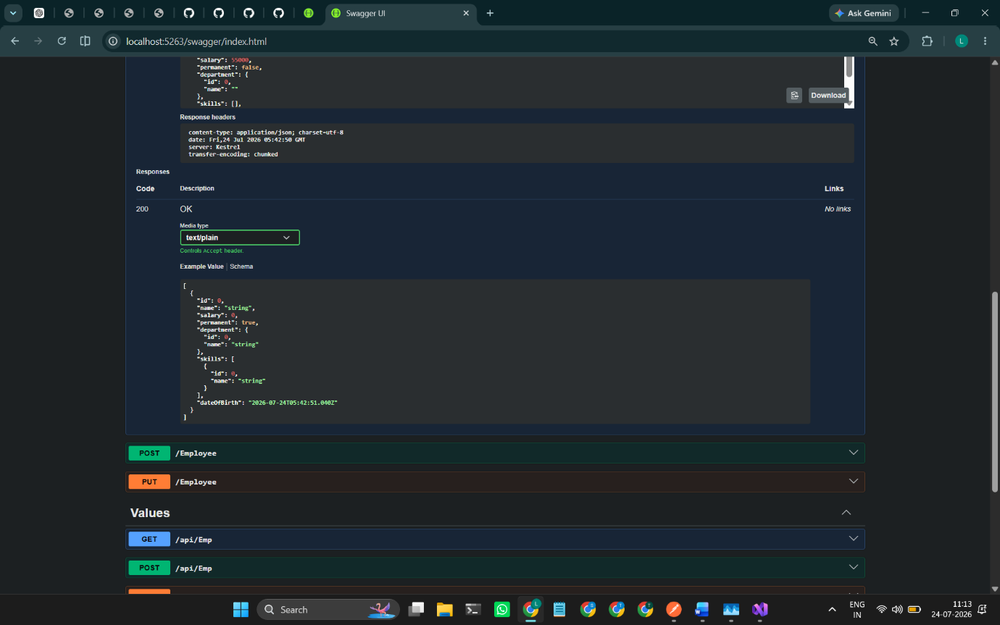 Swagger UI
Ask Gemini
localhost:5263/swagger/index.html
L
"salary": 55000,
"permanent": false,
"department": {
"id": 0,
"name": ""
},
"skills": [],
Download
Response headers
content-type: application/json; charset=utf-8
date: Fri,24 Jul 2026 05:42:50 GMT
server: Kestrel
transfer-encoding: chunked
Responses
Code Description Links
200 OK No links
Media type
text/plain
Controls Accept header.
Example Value | Schema
[
{
"id": 0,
"name": "string",
"salary": 0,
"permanent": true,
"department": {
"id": 0,
"name": "string"
},
"skills": [
{
"id": 0,
"name": "string"
}
],
"dateOfBirth": "2026-07-24T05:42:51.040Z"
}
]
POST /Employee
PUT /Employee
Values
GET /api/Emp
POST /api/Emp
Search
ENG
IN
11:13
24-07-2026